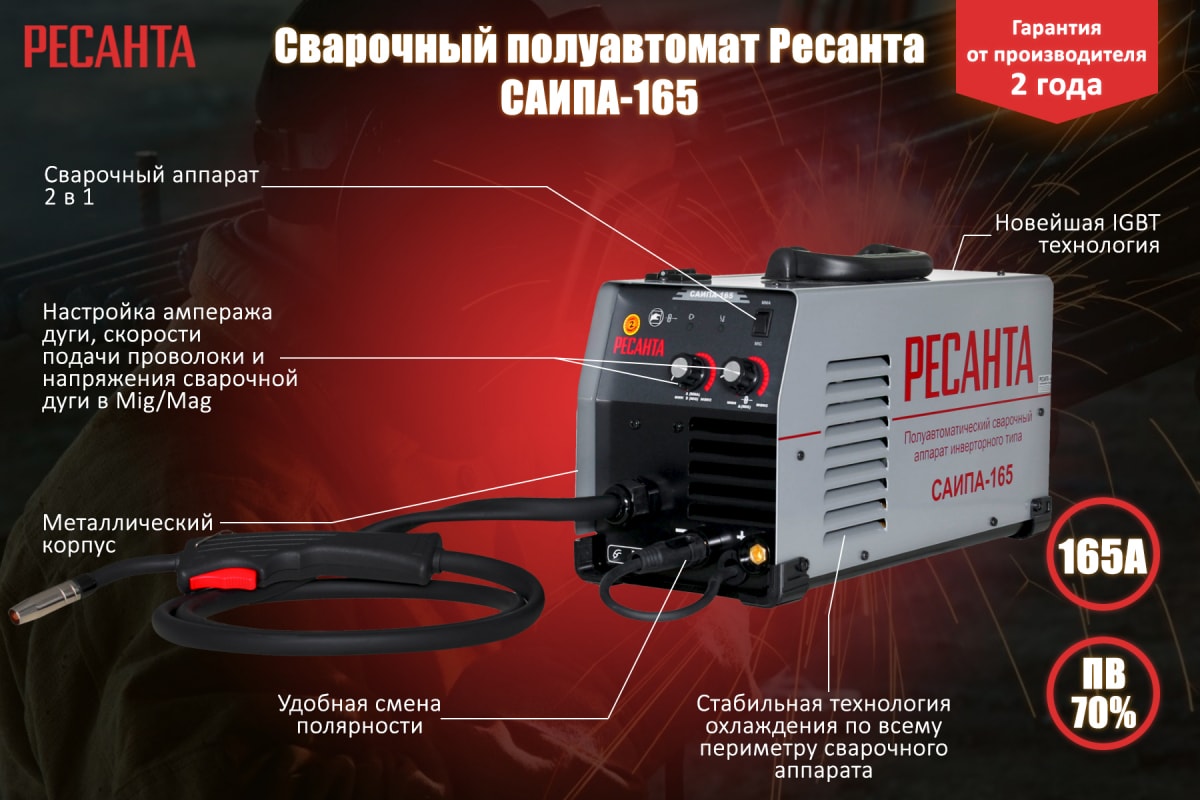 РЕСАНТА
Сварочный полуавтомат Ресанта
САИПА-165
Гарантия
от производителя
2 года
Сварочный аппарат
2 в 1
Новейшая IGBT
технология
Настройка ампеража
дуги, скорости
подачи проволоки и
напряжения сварочной
дуги в Mig/Mag
Металлический
корпус
Удобная смена
полярности
Стабильная технология
охлаждения по всему
периметру сварочного
аппарата
165А
ПВ
70%
САИПА-165
MMA
MIG
РЕСАНТА
РЕСАНТА
Полуавтоматический сварочный
аппарат инверторного типа
САИПА-165
+